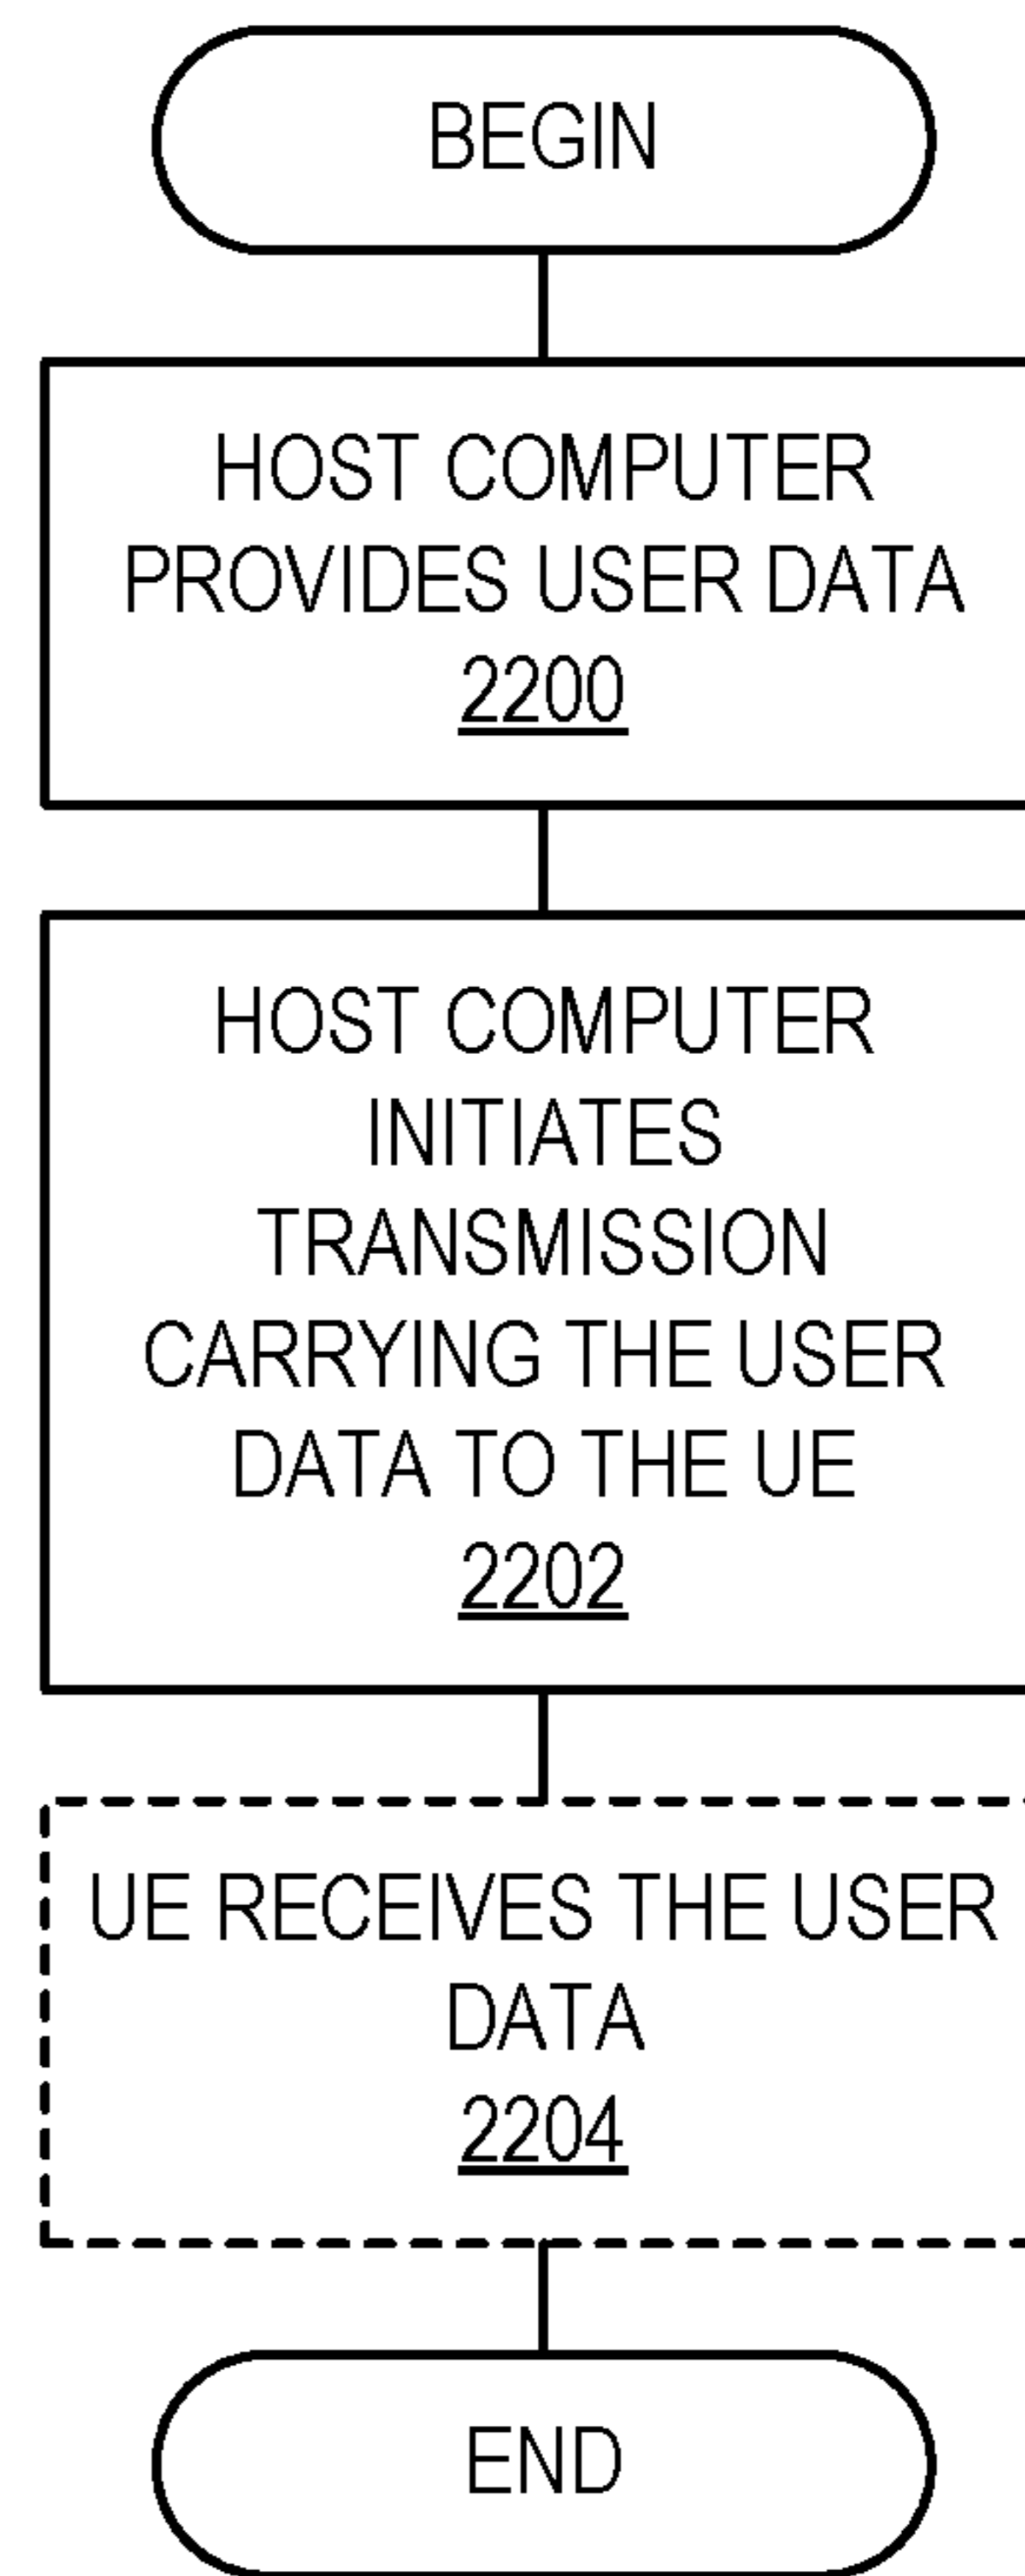 BEGIN
HOST COMPUTER
PROVIDES USER DATA
2200
HOST COMPUTER
INITIATES
TRANSMISSION
CARRYING THE USER
DATA TO THE UE
2202
UE RECEIVES THE USER
DATA
2204
END